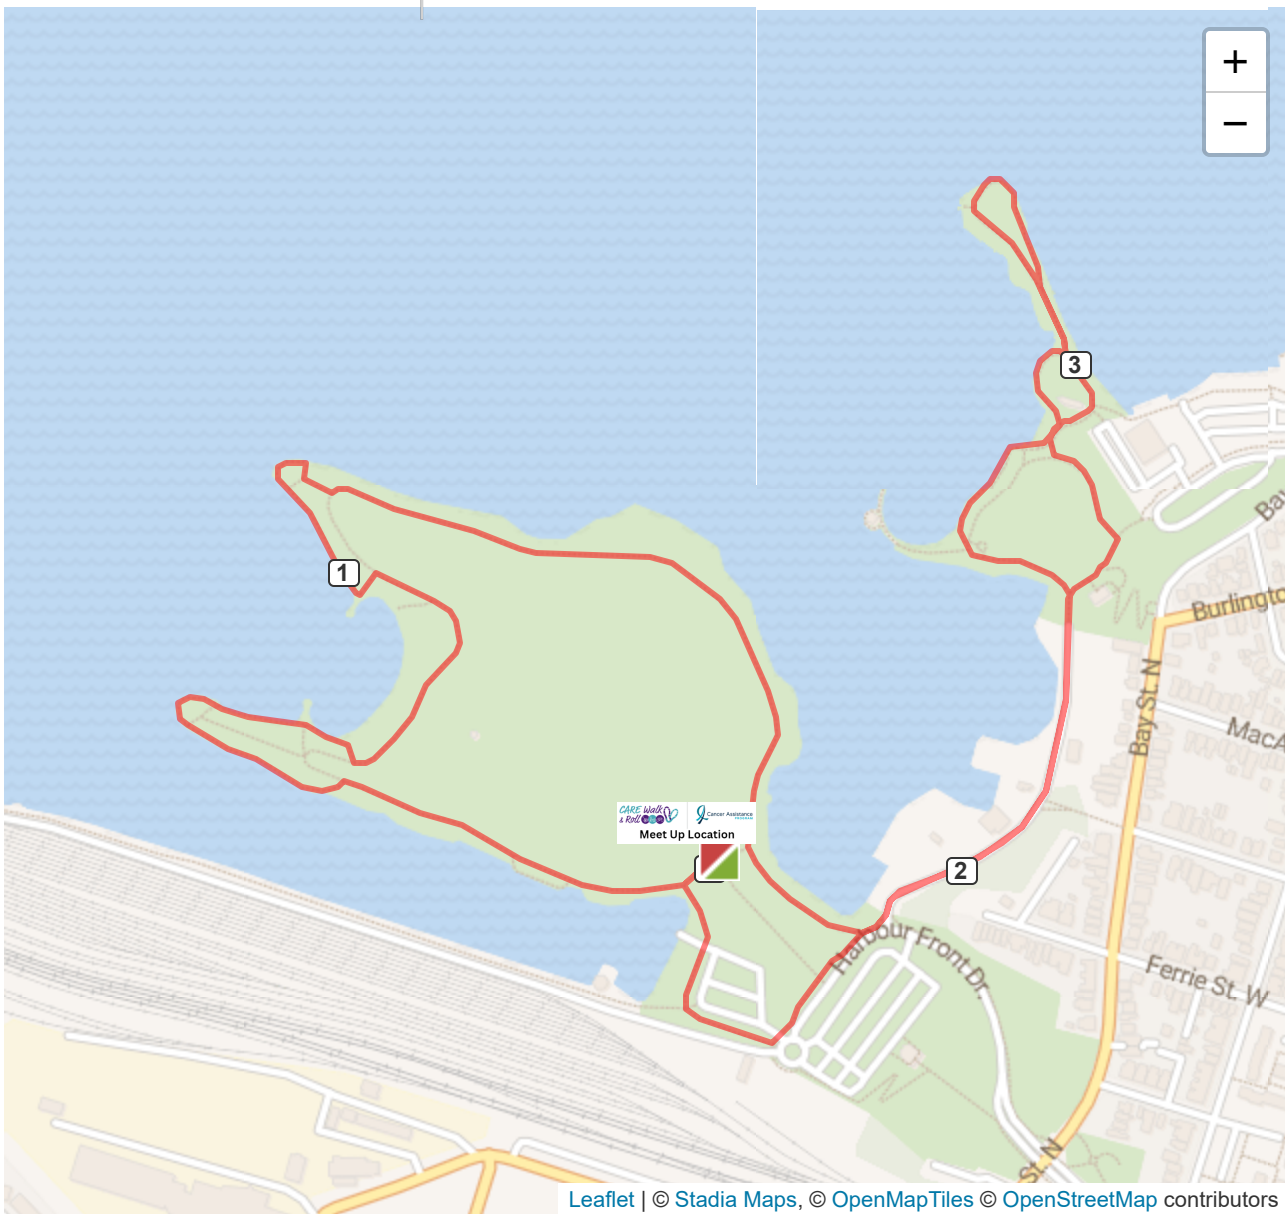 +
−
3
1
Bay
Burlingto
Bay St. N
MacA
CARE Walk
& Roll
Cancer Assistance
PROGRAM
Meet Up Location
2
Harbour Front Dr.
Ferrie St. W
St. N
Leaflet | © Stadia Maps, © OpenMapTiles © OpenStreetMap contributors